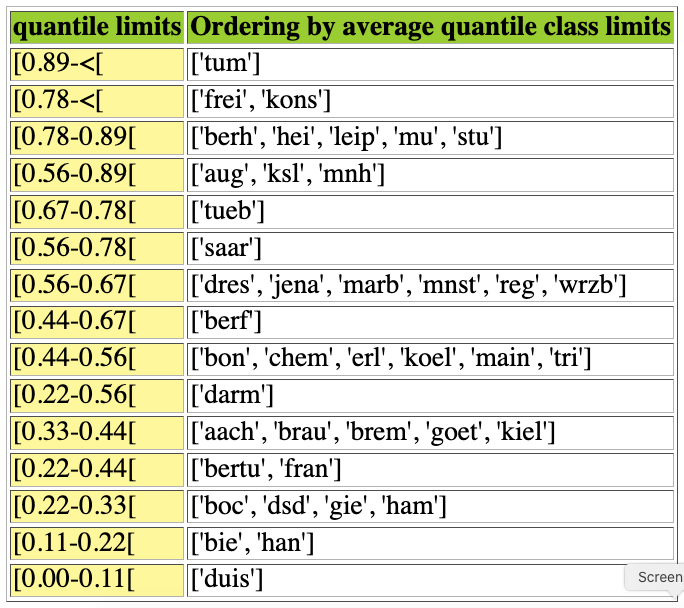 quantile limits Ordering by average quantile class limits
[0.89-<[ ['tum']
[0.78-<[ ['frei', 'kons']
[0.78-0.89[ ['berh', 'hei', 'leip', 'mu', 'stu']
[0.56-0.89[ ['aug', 'ksl', 'mnh']
[0.67-0.78[ ['tueb']
[0.56-0.78[ ['saar']
[0.56-0.67[ ['dres', 'jena', 'marb', 'mnst', 'reg', 'wrzb']
[0.44-0.67[ ['berf']
[0.44-0.56[ ['bon', 'chem', 'erl', 'koel', 'main', 'tri']
[0.22-0.56[ ['darm']
[0.33-0.44[ ['aach', 'brau', 'brem', 'goet', 'kiel']
[0.22-0.44[ ['bertu', 'fran']
[0.22-0.33[ ['boc', 'dsd', 'gie', 'ham']
[0.11-0.22[ ['bie', 'han']
[0.00-0.11[ ['duis']
Screen